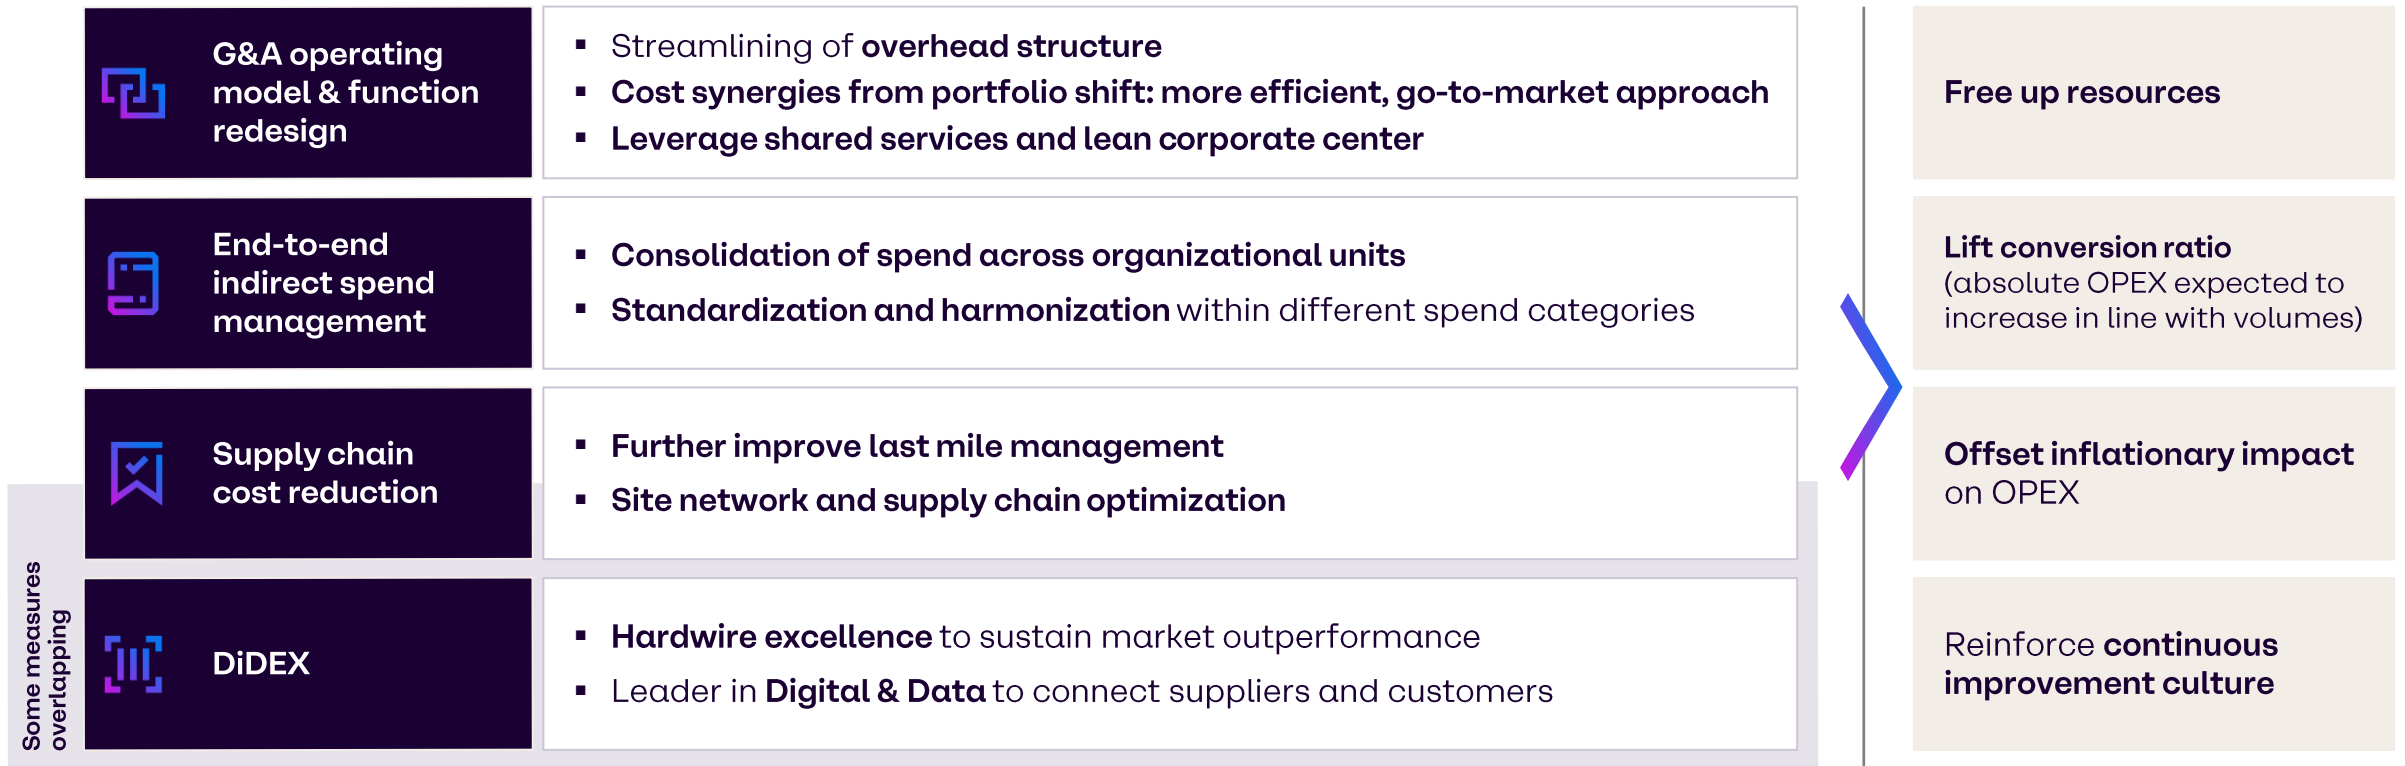 G&A operating
model & function
redesign
▪ Streamlining of overhead structure
▪ Cost synergies from portfolio shift: more efficient, go-to-market approach
▪ Leverage shared services and lean corporate center
Free up resources
End-to-end
indirect spend
management
▪ Consolidation of spend across organizational units
▪ Standardization and harmonization within different spend categories
Lift conversion ratio
(absolute OPEX expected to
increase in line with volumes)
Supply chain
cost reduction
▪ Further improve last mile management
▪ Site network and supply chain optimization
Offset inflationary impact
on OPEX
Some measures
overlapping
DiDEX
▪ Hardwire excellence to sustain market outperformance
▪ Leader in Digital & Data to connect suppliers and customers
Reinforce continuous
improvement culture